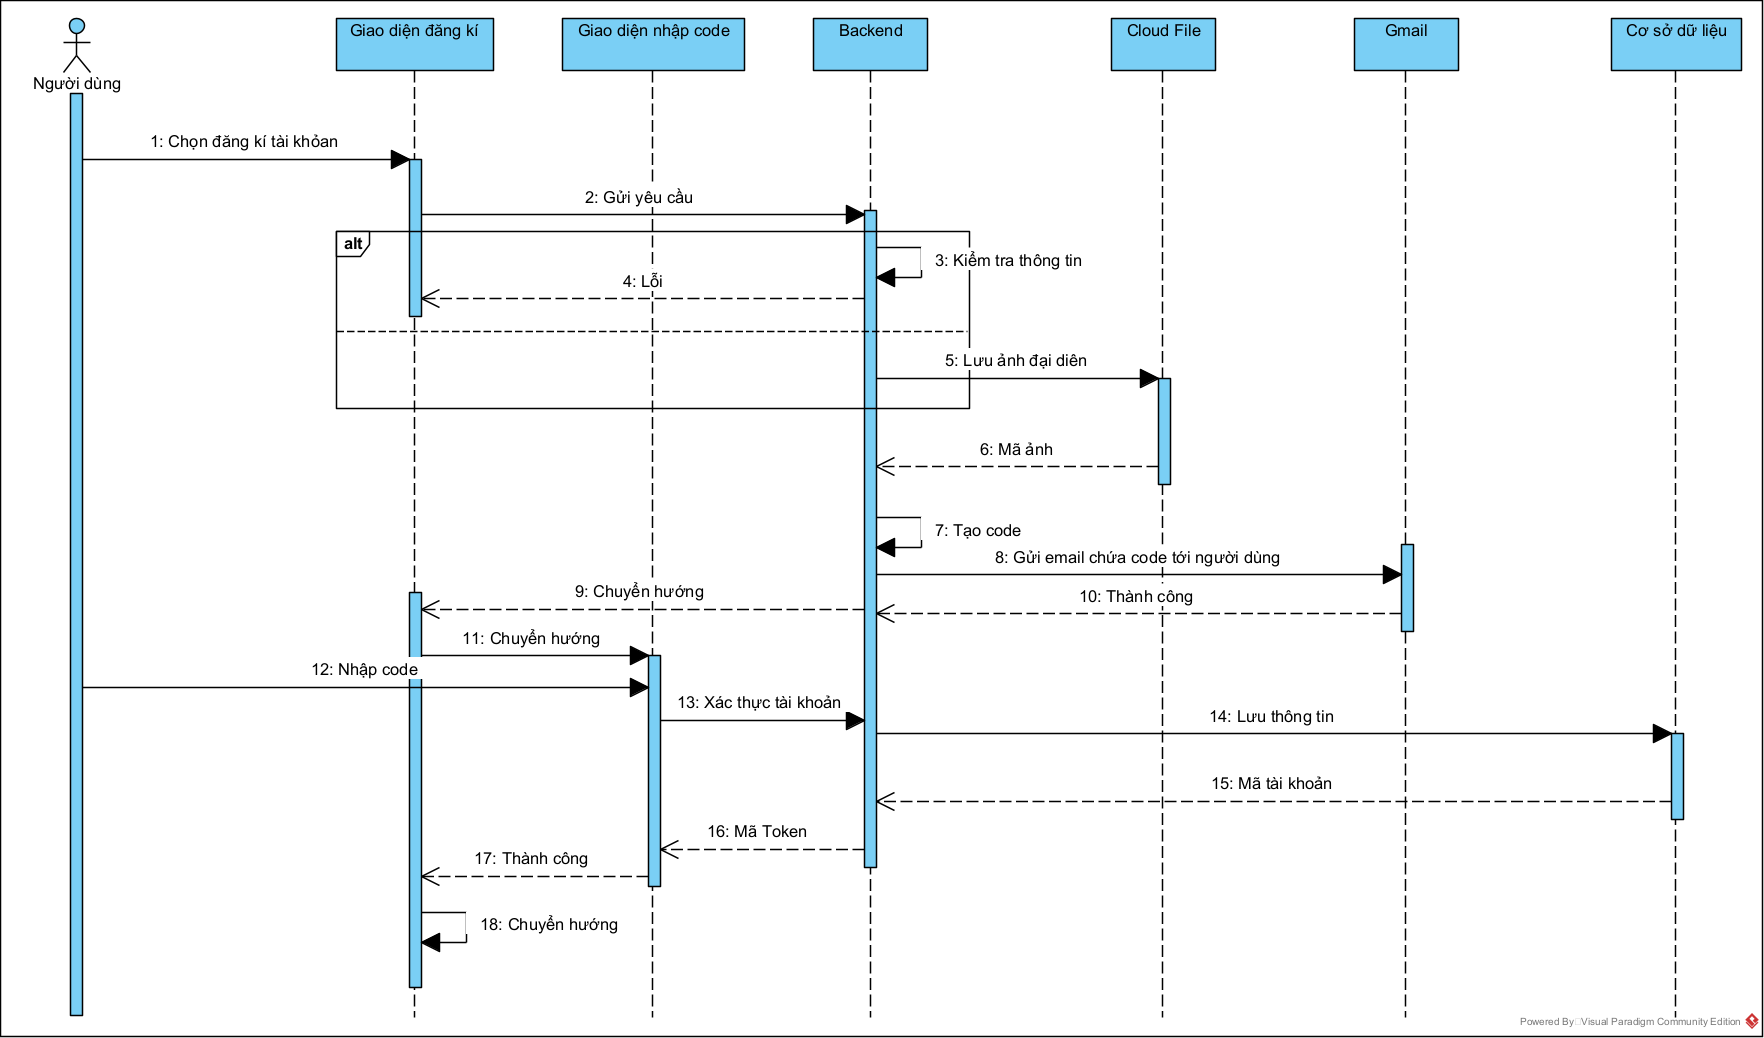 Người dùng
Giao diện đăng kí
Giao diện nhập code
Backend
Cloud File
Gmail
Cơ sở dữ liệu
1: Chọn đăng kí tài khỏan
2: Gửi yêu cầu
alt
3: Kiểm tra thông tin
4: Lỗi
5: Lưu ảnh đại diên
6: Mã ảnh
7: Tạo code
8: Gửi email chứa code tới người dùng
9: Chuyển hướng
10: Thành công
11: Chuyển hướng
12: Nhập code
13: Xác thực tài khoản
14: Lưu thông tin
15: Mã tài khoản
16: Mã Token
17: Thành công
18: Chuyển hướng
Powered By Visual Paradigm Community Edition